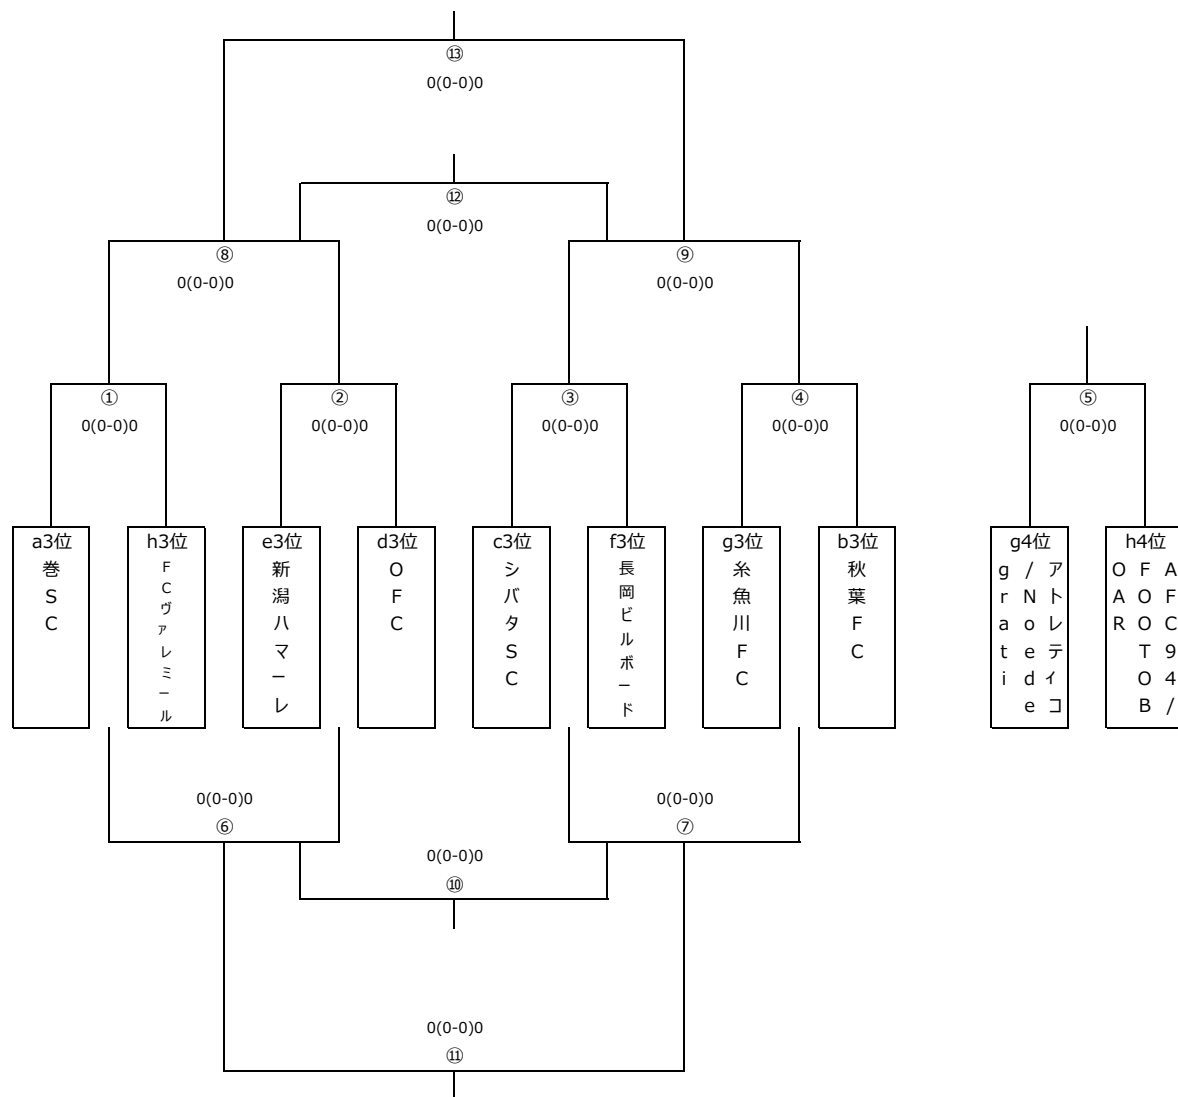 ⑬
0(0-0)0
⑫
0(0-0)0
⑧
0(0-0)0
⑨
0(0-0)0
①
0(0-0)0
②
0(0-0)0
③
0(0-0)0
④
0(0-0)0
⑤
0(0-0)0
a3位
巻SC
h3位
FCヴァレミール
e3位
新潟ハマーレ
d3位
OFC
c3位
シバタSC
f3位
長岡ビルボード
g3位
糸魚川FC
b3位
秋葉FC
g4位
アトレティコ
/Noede
grati
h4位
AFC94/
FOOTOB
OAR
0(0-0)0
⑥
0(0-0)0
⑦
0(0-0)0
⑩
0(0-0)0
⑪